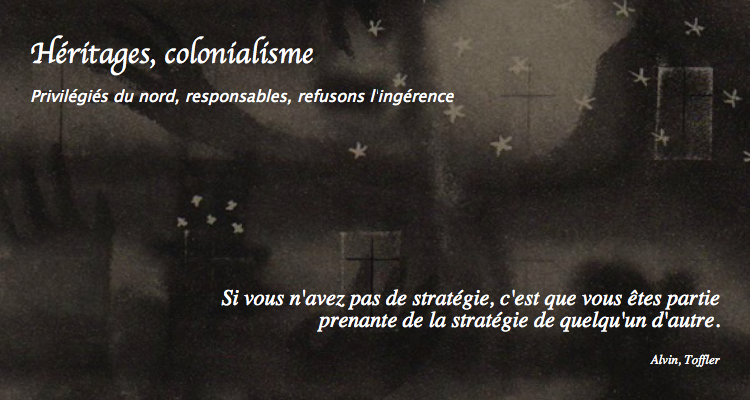 Héritages, colonialisme
Privilégiés du nord, responsables, refusons l'ingérence
Si vous n'avez pas de stratégie, c'est que vous êtes partie
prenante de la stratégie de quelqu'un d'autre.
Alvin, Toffler